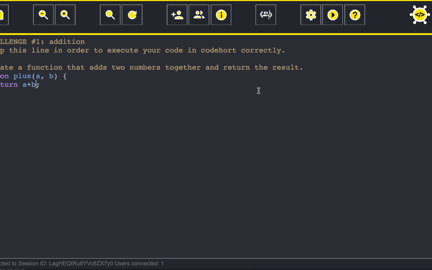 LLENGE #1: addition
p this line in order to execute your code in codehort correctly.
ate a function that adds two numbers together and return the result.
on plus(a, b) {
turn a+b
cted to Session ID: Users connected: 1